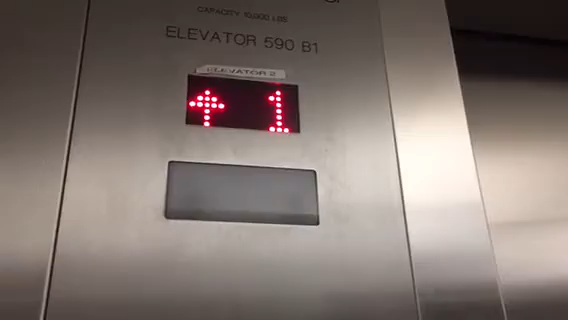 CAPACITY 10,000 LBS
ELEVATOR 590 B1
ELEVATOR 2
↑ 1